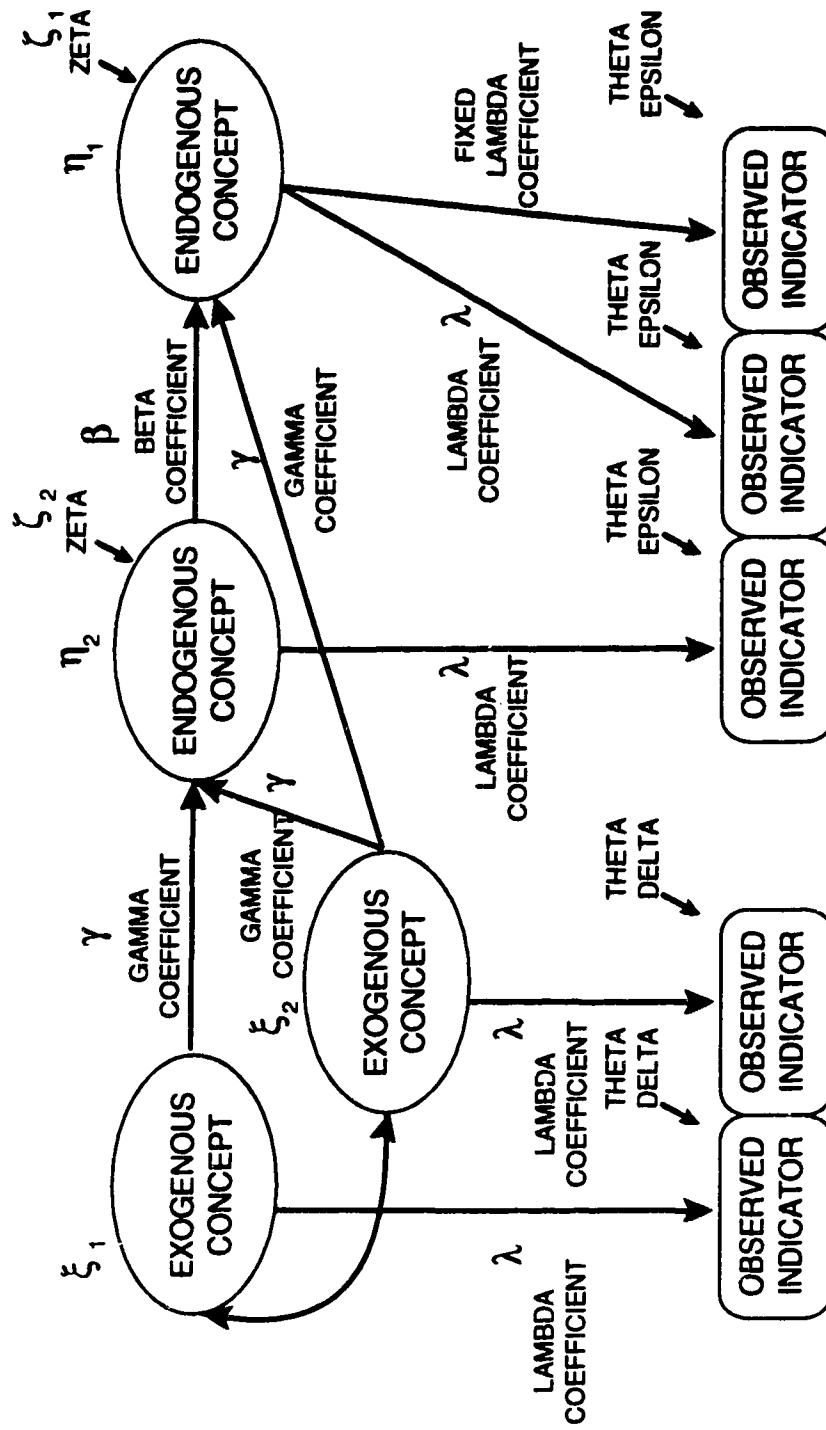 ζ1
ZETA
η1
ENDOGENOUS
CONCEPT
β
BETA
COEFFICIENT
γ
GAMMA
COEFFICIENT
ζ2
ZETA
η2
ENDOGENOUS
CONCEPT
γ
GAMMA
COEFFICIENT
γ
GAMMA
COEFFICIENT
ξ1
EXOGENOUS
CONCEPT
ξ2
EXOGENOUS
CONCEPT
λ
LAMBDA
COEFFICIENT
λ
LAMBDA
COEFFICIENT
λ
LAMBDA
COEFFICIENT
λ
LAMBDA
COEFFICIENT
FIXED
LAMBDA
COEFFICIENT
THETA
DELTA
THETA
DELTA
THETA
EPSILON
THETA
EPSILON
THETA
EPSILON
OBSERVED
INDICATOR
OBSERVED
INDICATOR
OBSERVED
INDICATOR
OBSERVED
INDICATOR
OBSERVED
INDICATOR